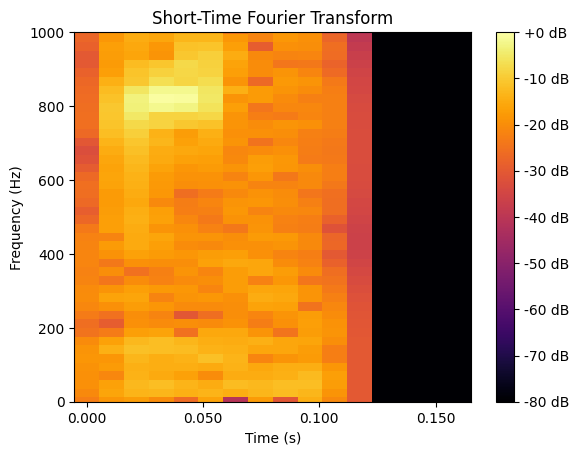 Short-Time Fourier Transform
Frequency (Hz)
1000
800
600
400
200
0
0.000
0.050
0.100
0.150
Time (s)
+0 dB
-10 dB
-20 dB
-30 dB
-40 dB
-50 dB
-60 dB
-70 dB
-80 dB